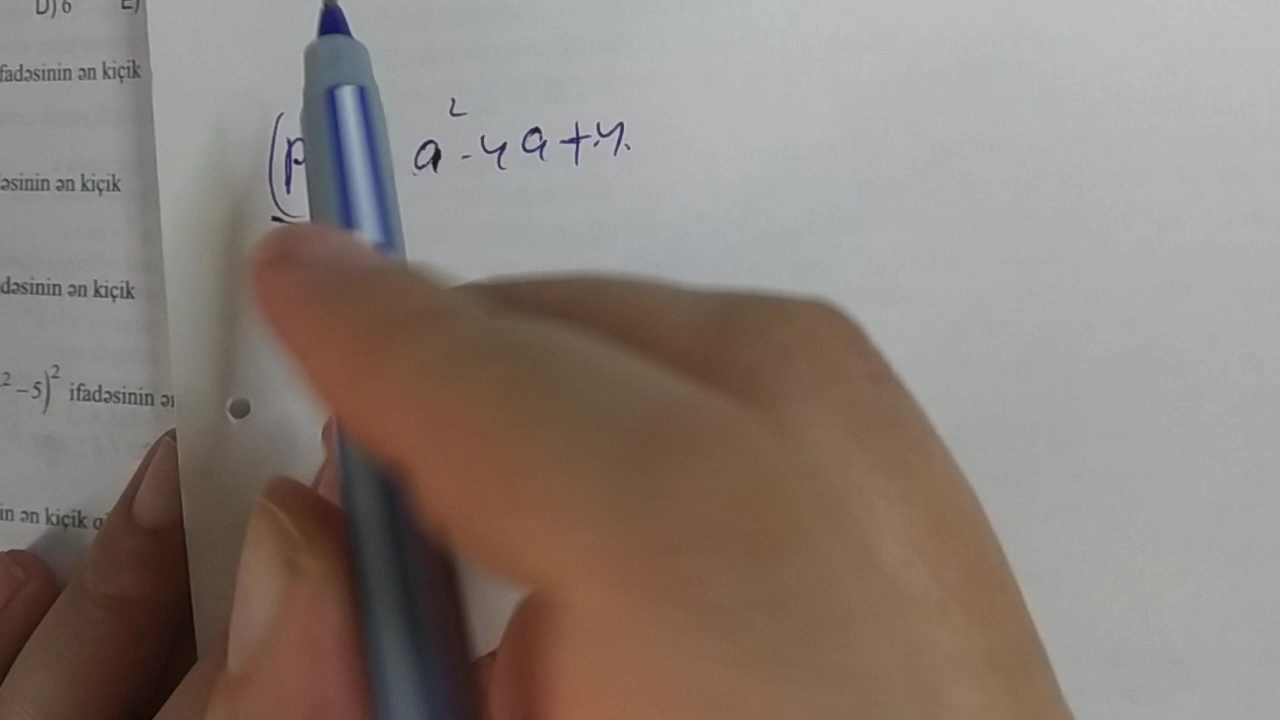 D) 6 E)
fadəsinin ən kiçik
(p a² - 4a + 4.
əsinin ən kiçik
dəsinin ən kiçik
² – 5)² ifadəsinin
in ən kiçik